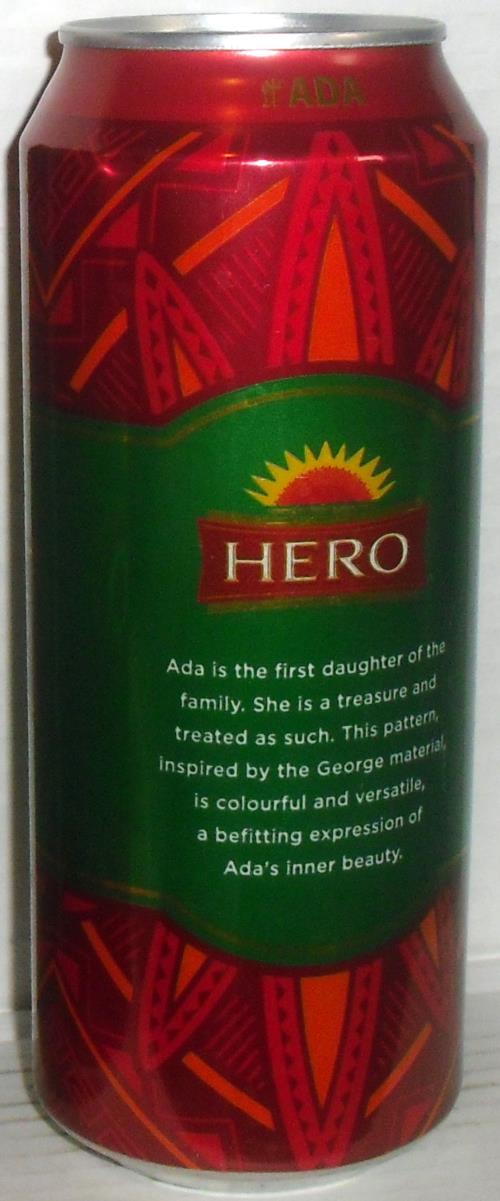 #ADA
HERO
Ada is the first daughter of the
family. She is a treasure and
treated as such. This pattern,
inspired by the George material,
is colourful and versatile,
a befitting expression of
Ada's inner beauty.